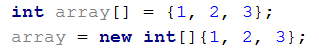 int array[] = {1, 2, 3};
array = new int[]{1, 2, 3};